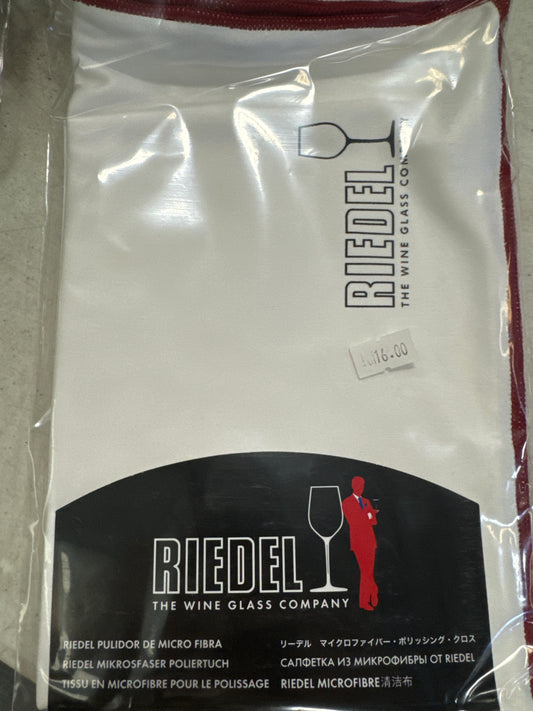 RIEDEL
THE WINE GLASS COMPANY
16.00
RIEDEL
THE WINE GLASS COMPANY
RIEDEL PULIDOR DE MICRO FIBRA
RIEDEL MIKROSFASER POLIERTUCH
TISSU EN MICROFIBRE POUR LE POLISSAGE
リーデル マイクロファイバー・ポリッシング・クロス
САЛФЕТКА ИЗ МИКРОФИБРЫ ОТ RIEDEL
RIEDEL MICROFIBRE清洁布